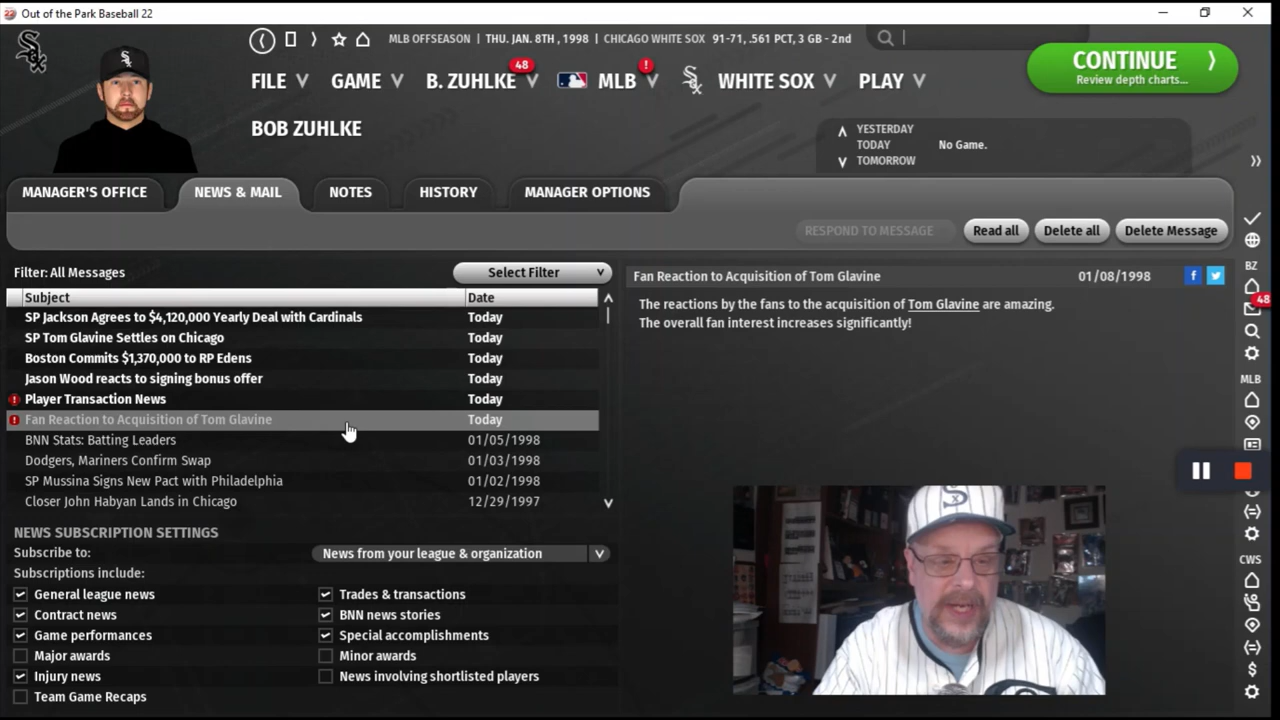 Out of the Park Baseball 22
MLB OFFSEASON | THU. JAN. 8TH, 1998 | CHICAGO WHITE SOX 91-71, .561 PCT, 3 GB - 2nd
CONTINUE
Review depth charts...
FILE GAME B. ZUHLKE 48 MLB ! WHITE SOX PLAY
BOB ZUHLKE
YESTERDAY
TODAY No Game.
TOMORROW
MANAGER'S OFFICE NEWS & MAIL NOTES HISTORY MANAGER OPTIONS
RESPOND TO MESSAGE Read all Delete all Delete Message
Filter: All Messages Select Filter
Subject Date
SP Jackson Agrees to $4,120,000 Yearly Deal with Cardinals Today
SP Tom Glavine Settles on Chicago Today
Boston Commits $1,370,000 to RP Edens Today
Jason Wood reacts to signing bonus offer Today
! Player Transaction News Today
! Fan Reaction to Acquisition of Tom Glavine Today
BNN Stats: Batting Leaders 01/05/1998
Dodgers, Mariners Confirm Swap 01/03/1998
SP Mussina Signs New Pact with Philadelphia 01/02/1998
Closer John Habyan Lands in Chicago 12/29/1997
Fan Reaction to Acquisition of Tom Glavine 01/08/1998
The reactions by the fans to the acquisition of Tom Glavine are amazing.
The overall fan interest increases significantly!
NEWS SUBSCRIPTION SETTINGS
Subscribe to: News from your league & organization
Subscriptions include:
General league news Trades & transactions
Contract news BNN news stories
Game performances Special accomplishments
Major awards Minor awards
Injury news News involving shortlisted players
Team Game Recaps
BZ
48
MLB
CWS